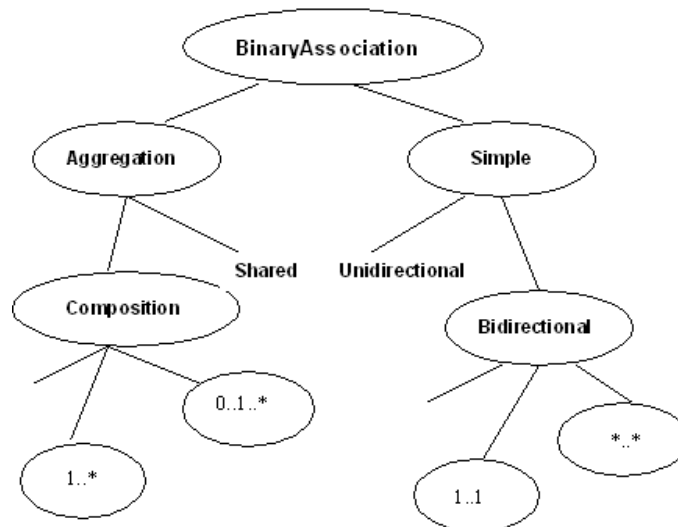 BinaryAssociation
Aggregation
Simple
Shared
Unidirectional
Composition
Bidirectional
0..1..*
*..*
1..*
1..1